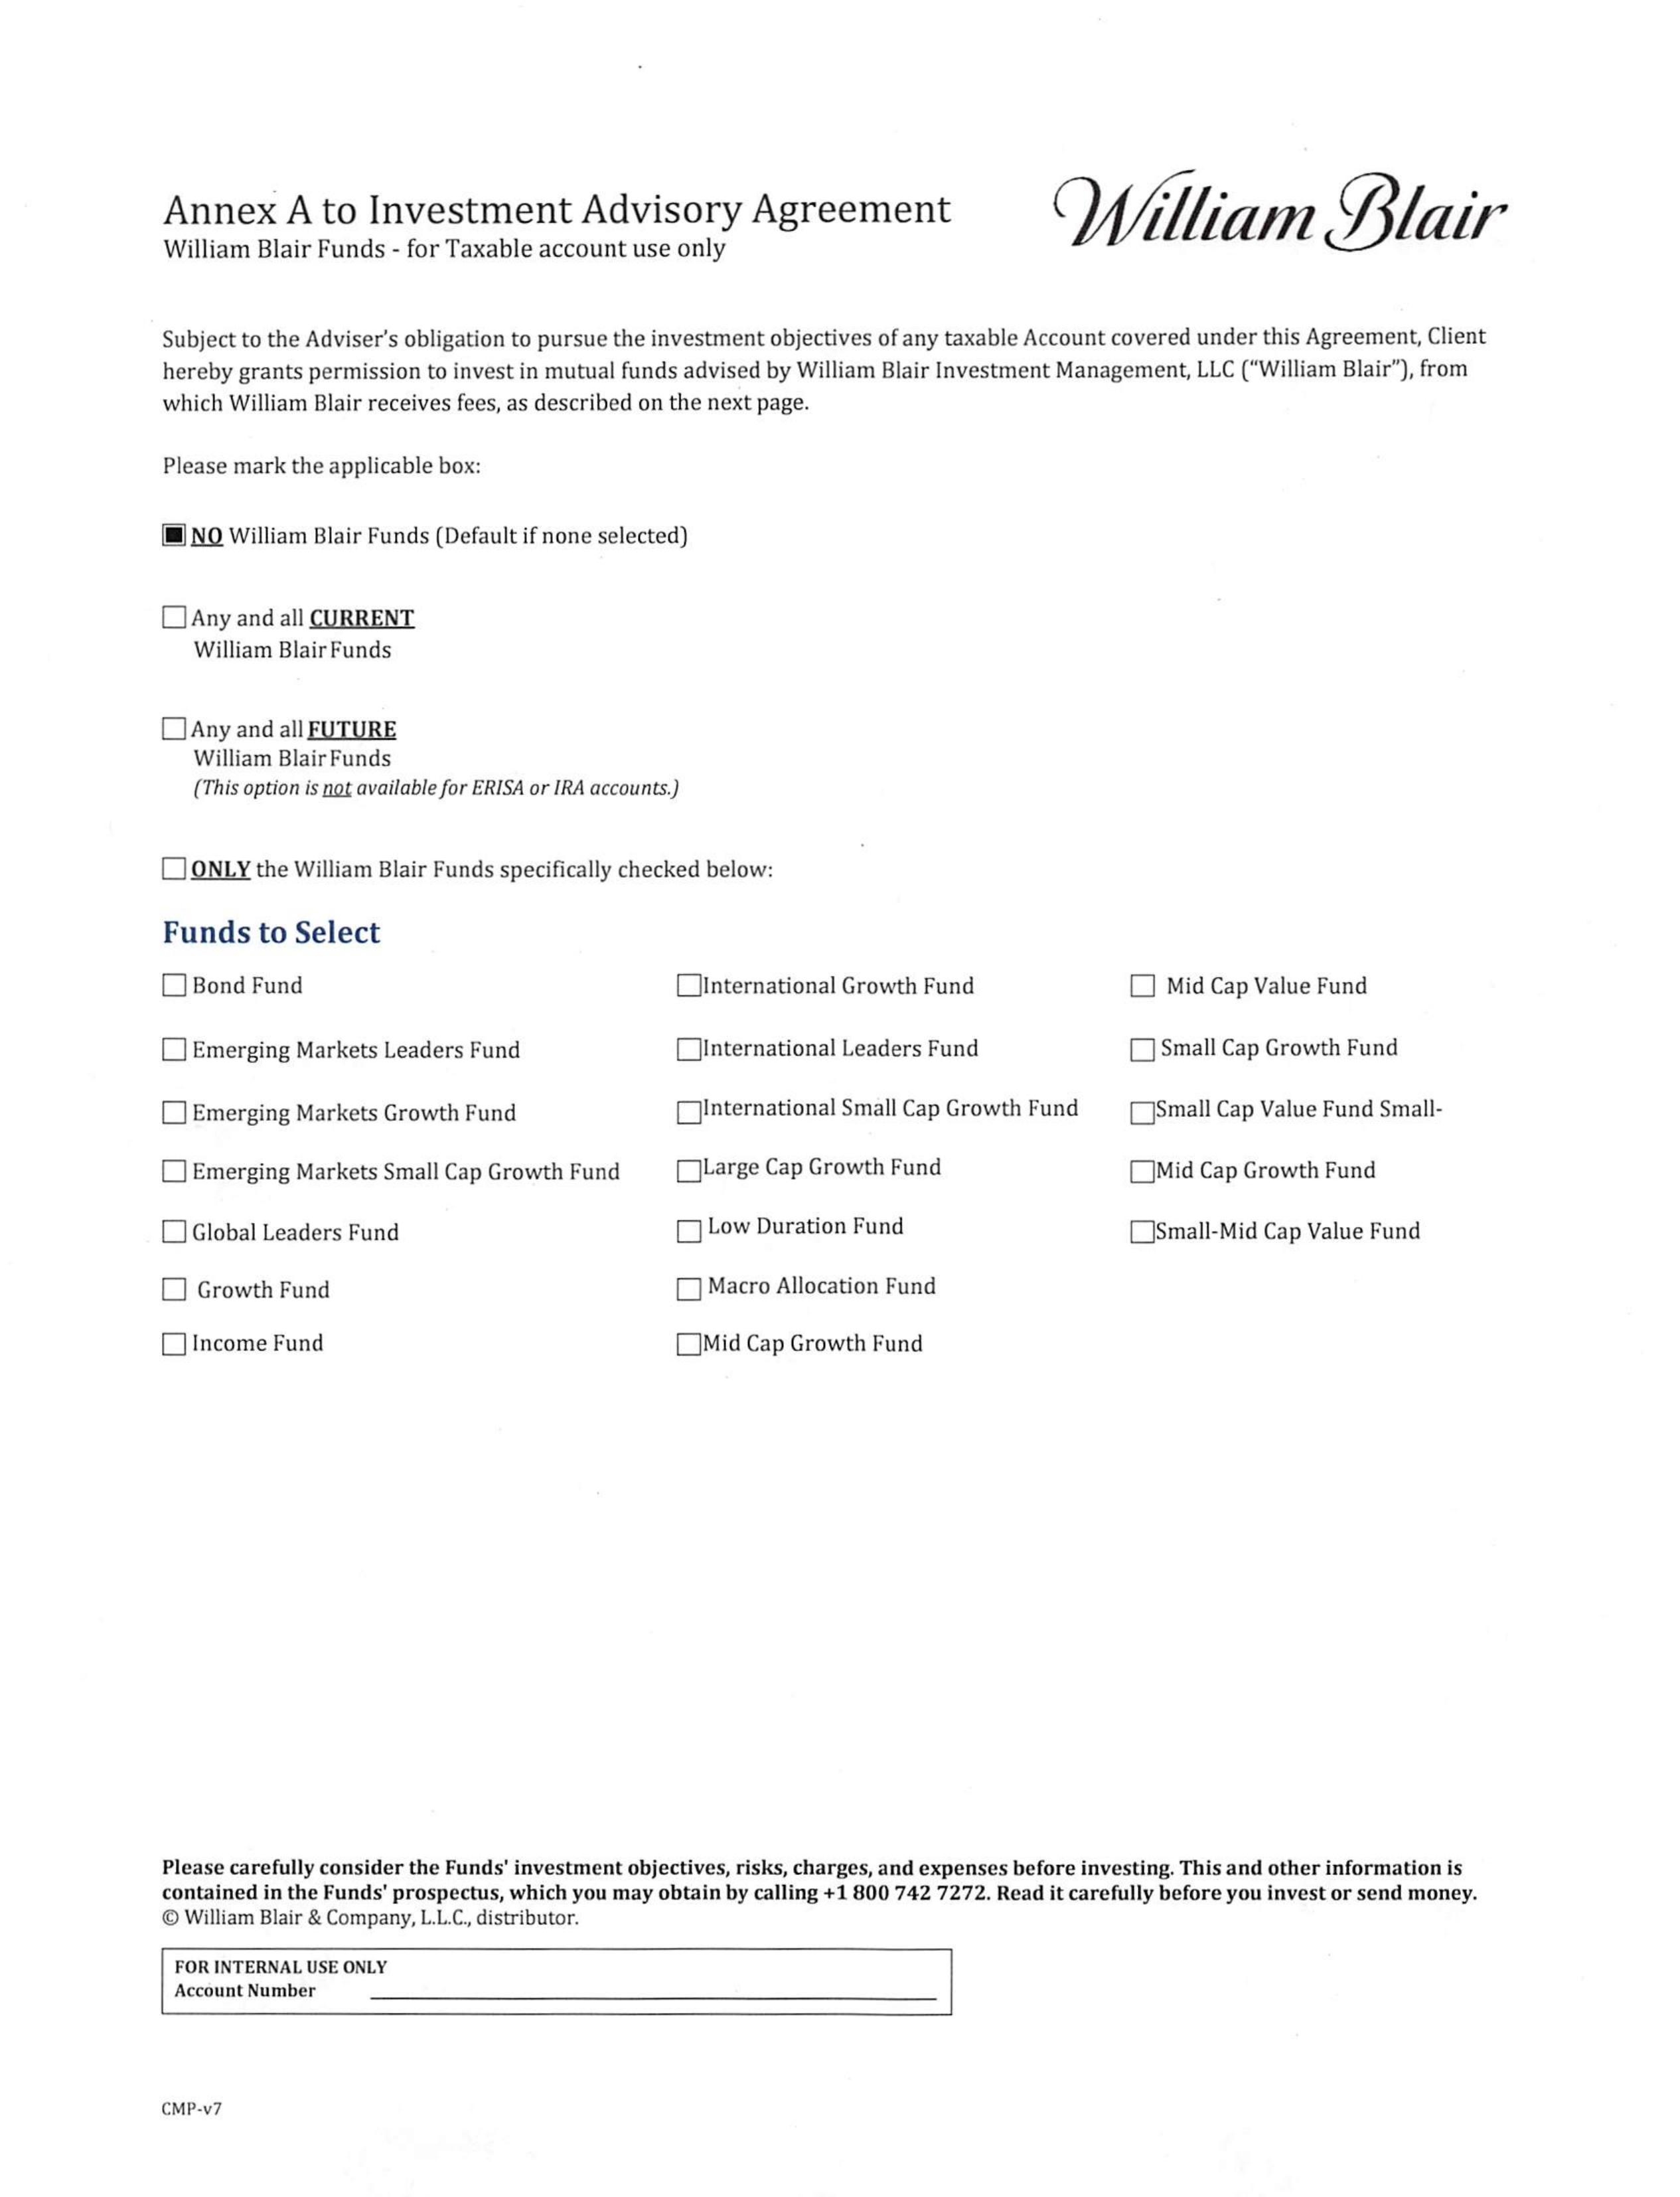 Annex A to Investment Advisory Agreement
William Blair Funds - for Taxable account use only
William Blair
Subject to the Adviser's obligation to pursue the investment objectives of any taxable Account covered under this Agreement, Client
hereby grants permission to invest in mutual funds advised by William Blair Investment Management, LLC (“William Blair”), from
which William Blair receives fees, as described on the next page.
Please mark the applicable box:
NO William Blair Funds (Default if none selected)
Any and all CURRENT
William Blair Funds
Any and all FUTURE
William Blair Funds
(This option is not available for ERISA or IRA accounts.)
ONLY the William Blair Funds specifically checked below:
Funds to Select
Bond Fund
Emerging Markets Leaders Fund
Emerging Markets Growth Fund
Emerging Markets Small Cap Growth Fund
Global Leaders Fund
Growth Fund
Income Fund
International Growth Fund
International Leaders Fund
International Small Cap Growth Fund
Large Cap Growth Fund
Low Duration Fund
Macro Allocation Fund
Mid Cap Growth Fund
Mid Cap Value Fund
Small Cap Growth Fund
Small Cap Value Fund Small-
Mid Cap Growth Fund
Small-Mid Cap Value Fund
Please carefully consider the Funds' investment objectives, risks, charges, and expenses before investing. This and other information is
contained in the Funds' prospectus, which you may obtain by calling +1 800 742 7272. Read it carefully before you invest or send money.
© William Blair & Company, L.L.C., distributor.
FOR INTERNAL USE ONLY
Account Number
CMP-v7